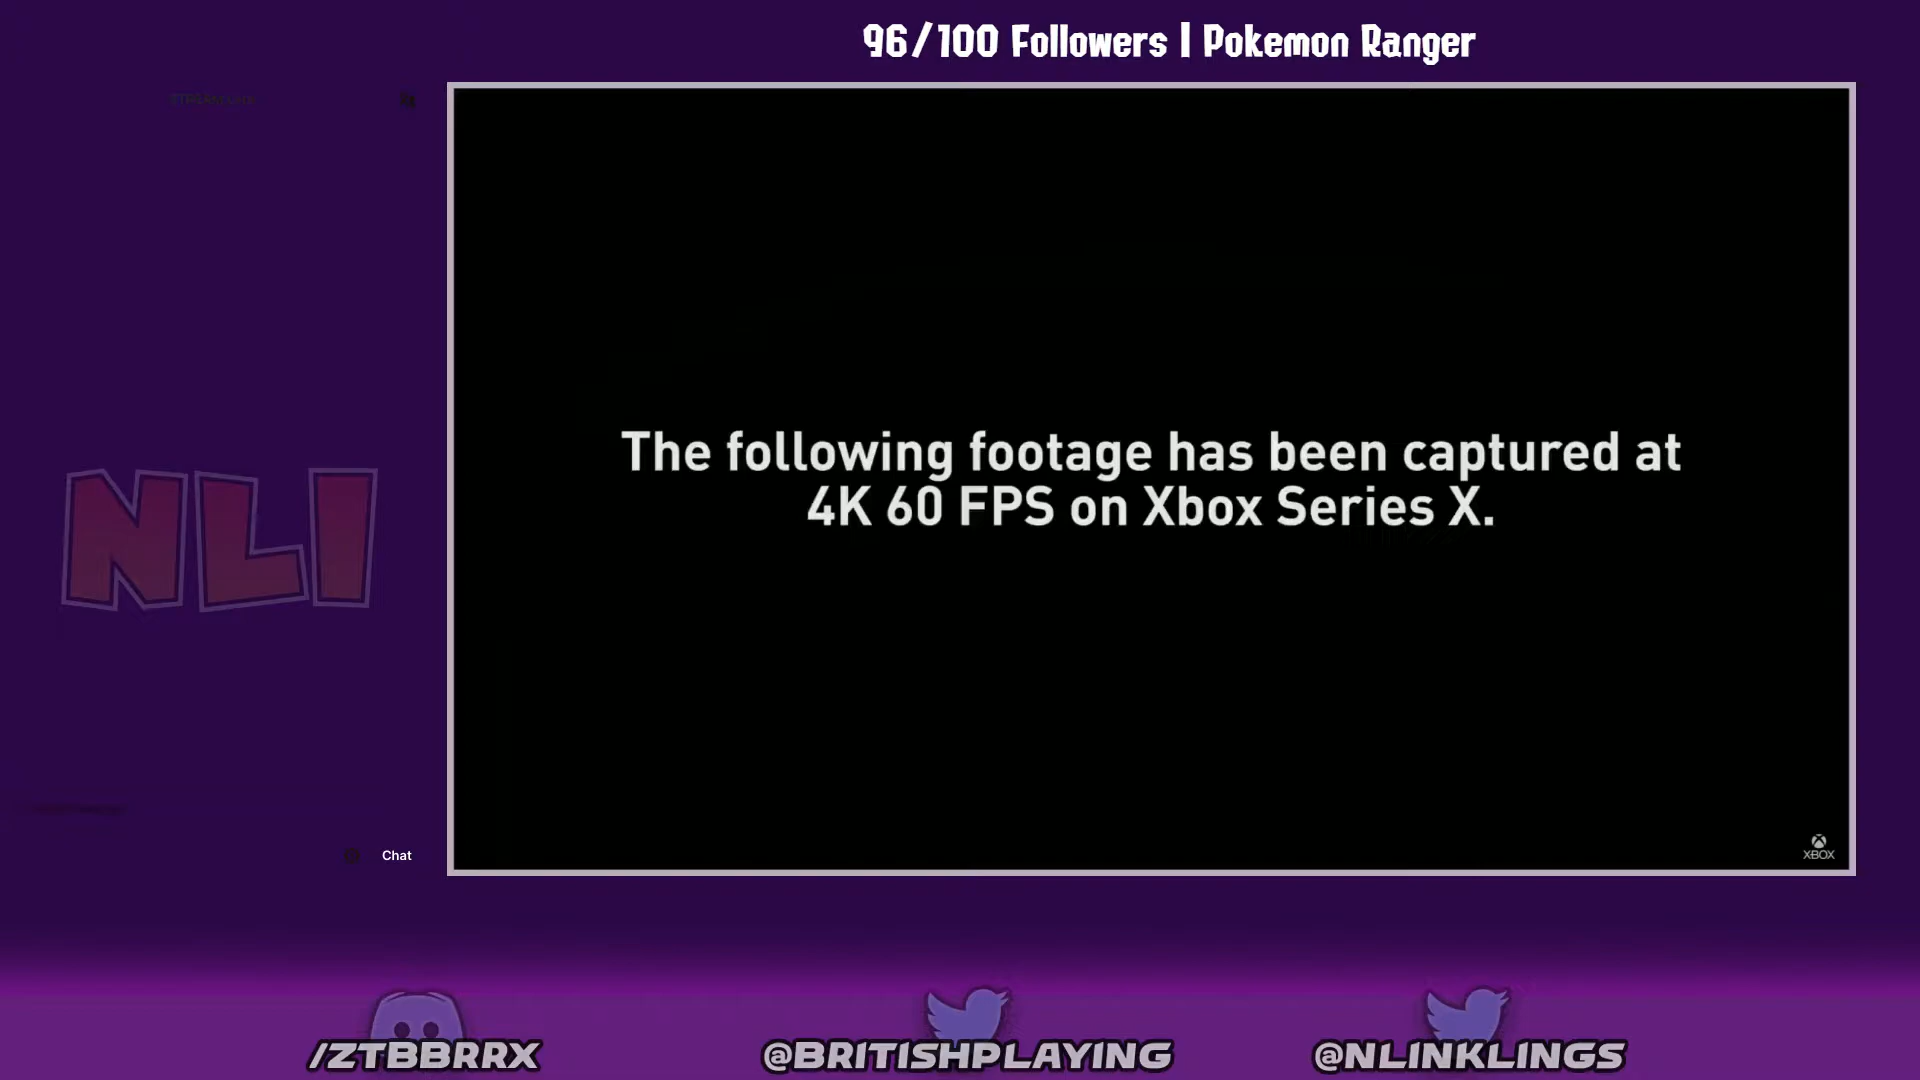 96/100 Followers | Pokemon Ranger
The following footage has been captured at
4K 60 FPS on Xbox Series X.
NLI
Chat
XBOX
/ZTBBRRX
@BRITISHPLAYING
@NLINKLINGS